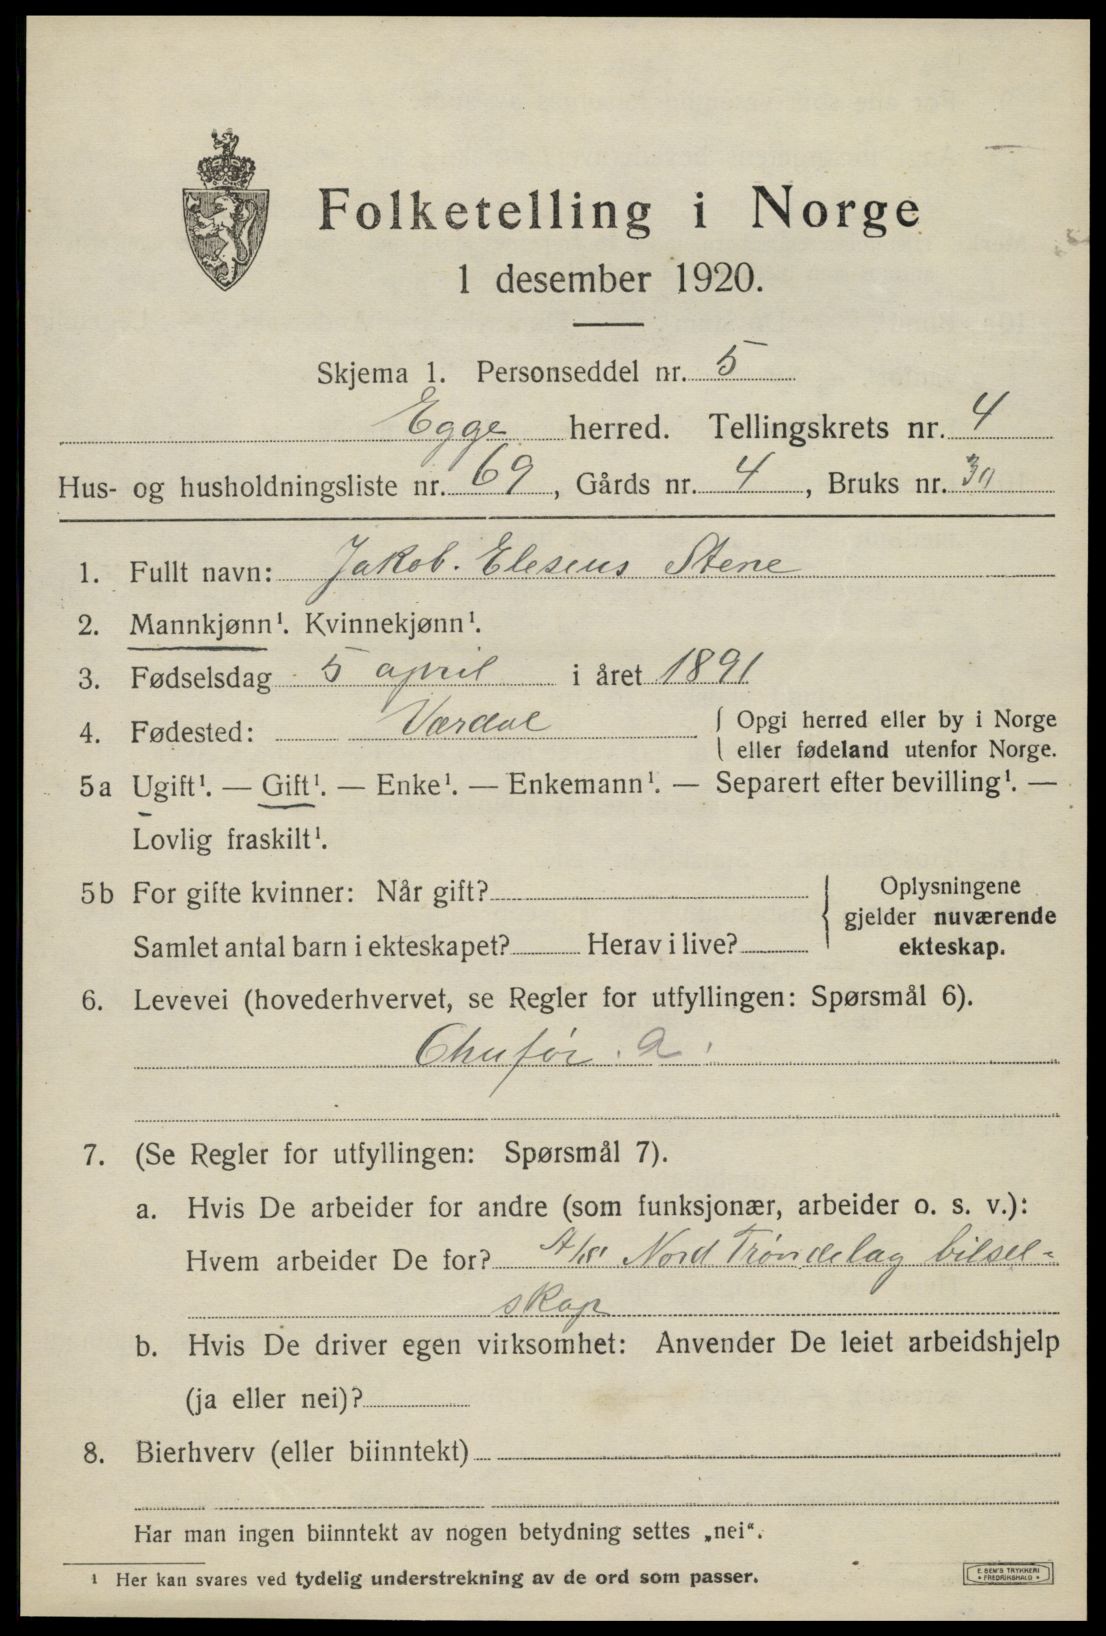 Folketelling i Norge
1 desember 1920.
Skjema 1. Personseddel nr. 5
Egge herred. Tellingskrets nr. 4
Hus- og husholdningsliste nr. 69, Gårds nr. 4, Bruks nr. 30
1. Fullt navn: Jakob. Eleseus Stene
2. Mannkjønn¹. Kvinnekjønn¹.
3. Fødselsdag 5 april i året 1891
4. Fødested: Værdal { Opgi herred eller by i Norge
eller fødeland utenfor Norge.
5a Ugift¹. — Gift¹. — Enke¹. — Enkemann¹. — Separert efter bevilling¹. —
Lovlig fraskilt¹.
5b For gifte kvinner: Når gift? Oplysningene
gjelder nuværende
Samlet antal barn i ekteskapet? Herav i live? ekteskap.
6. Levevei (hovederhvervet, se Regler for utfyllingen: Spørsmål 6).
Chuför. a.
7. (Se Regler for utfyllingen: Spørsmål 7).
a. Hvis De arbeider for andre (som funksjonær, arbeider o. s. v.):
Hvem arbeider De for? A/S Nord Trøndelag bilsel-
skap
b. Hvis De driver egen virksomhet: Anvender De leiet arbeidshjelp
(ja eller nei)?
8. Bierhverv (eller biinntekt)
Har man ingen biinntekt av nogen betydning settes „nei“.
¹ Her kan svares ved tydelig understrekning av de ord som passer.
E. SEM'S TRYKKERI
• FREDRIKSHALD •